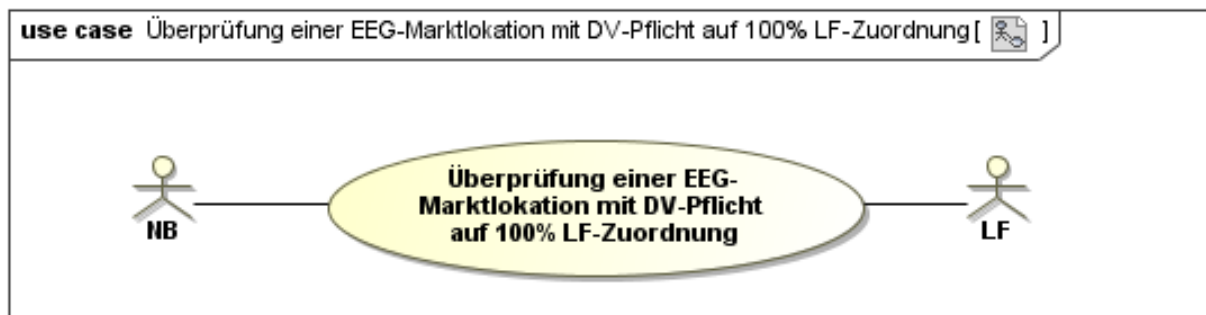 use case Überprüfung einer EEG-Marktlokation mit DV-Pflicht auf 100% LF-Zuordnung[ ]
Überprüfung einer EEG-
Marktlokation mit DV-Pflicht
auf 100% LF-Zuordnung
NB
LF